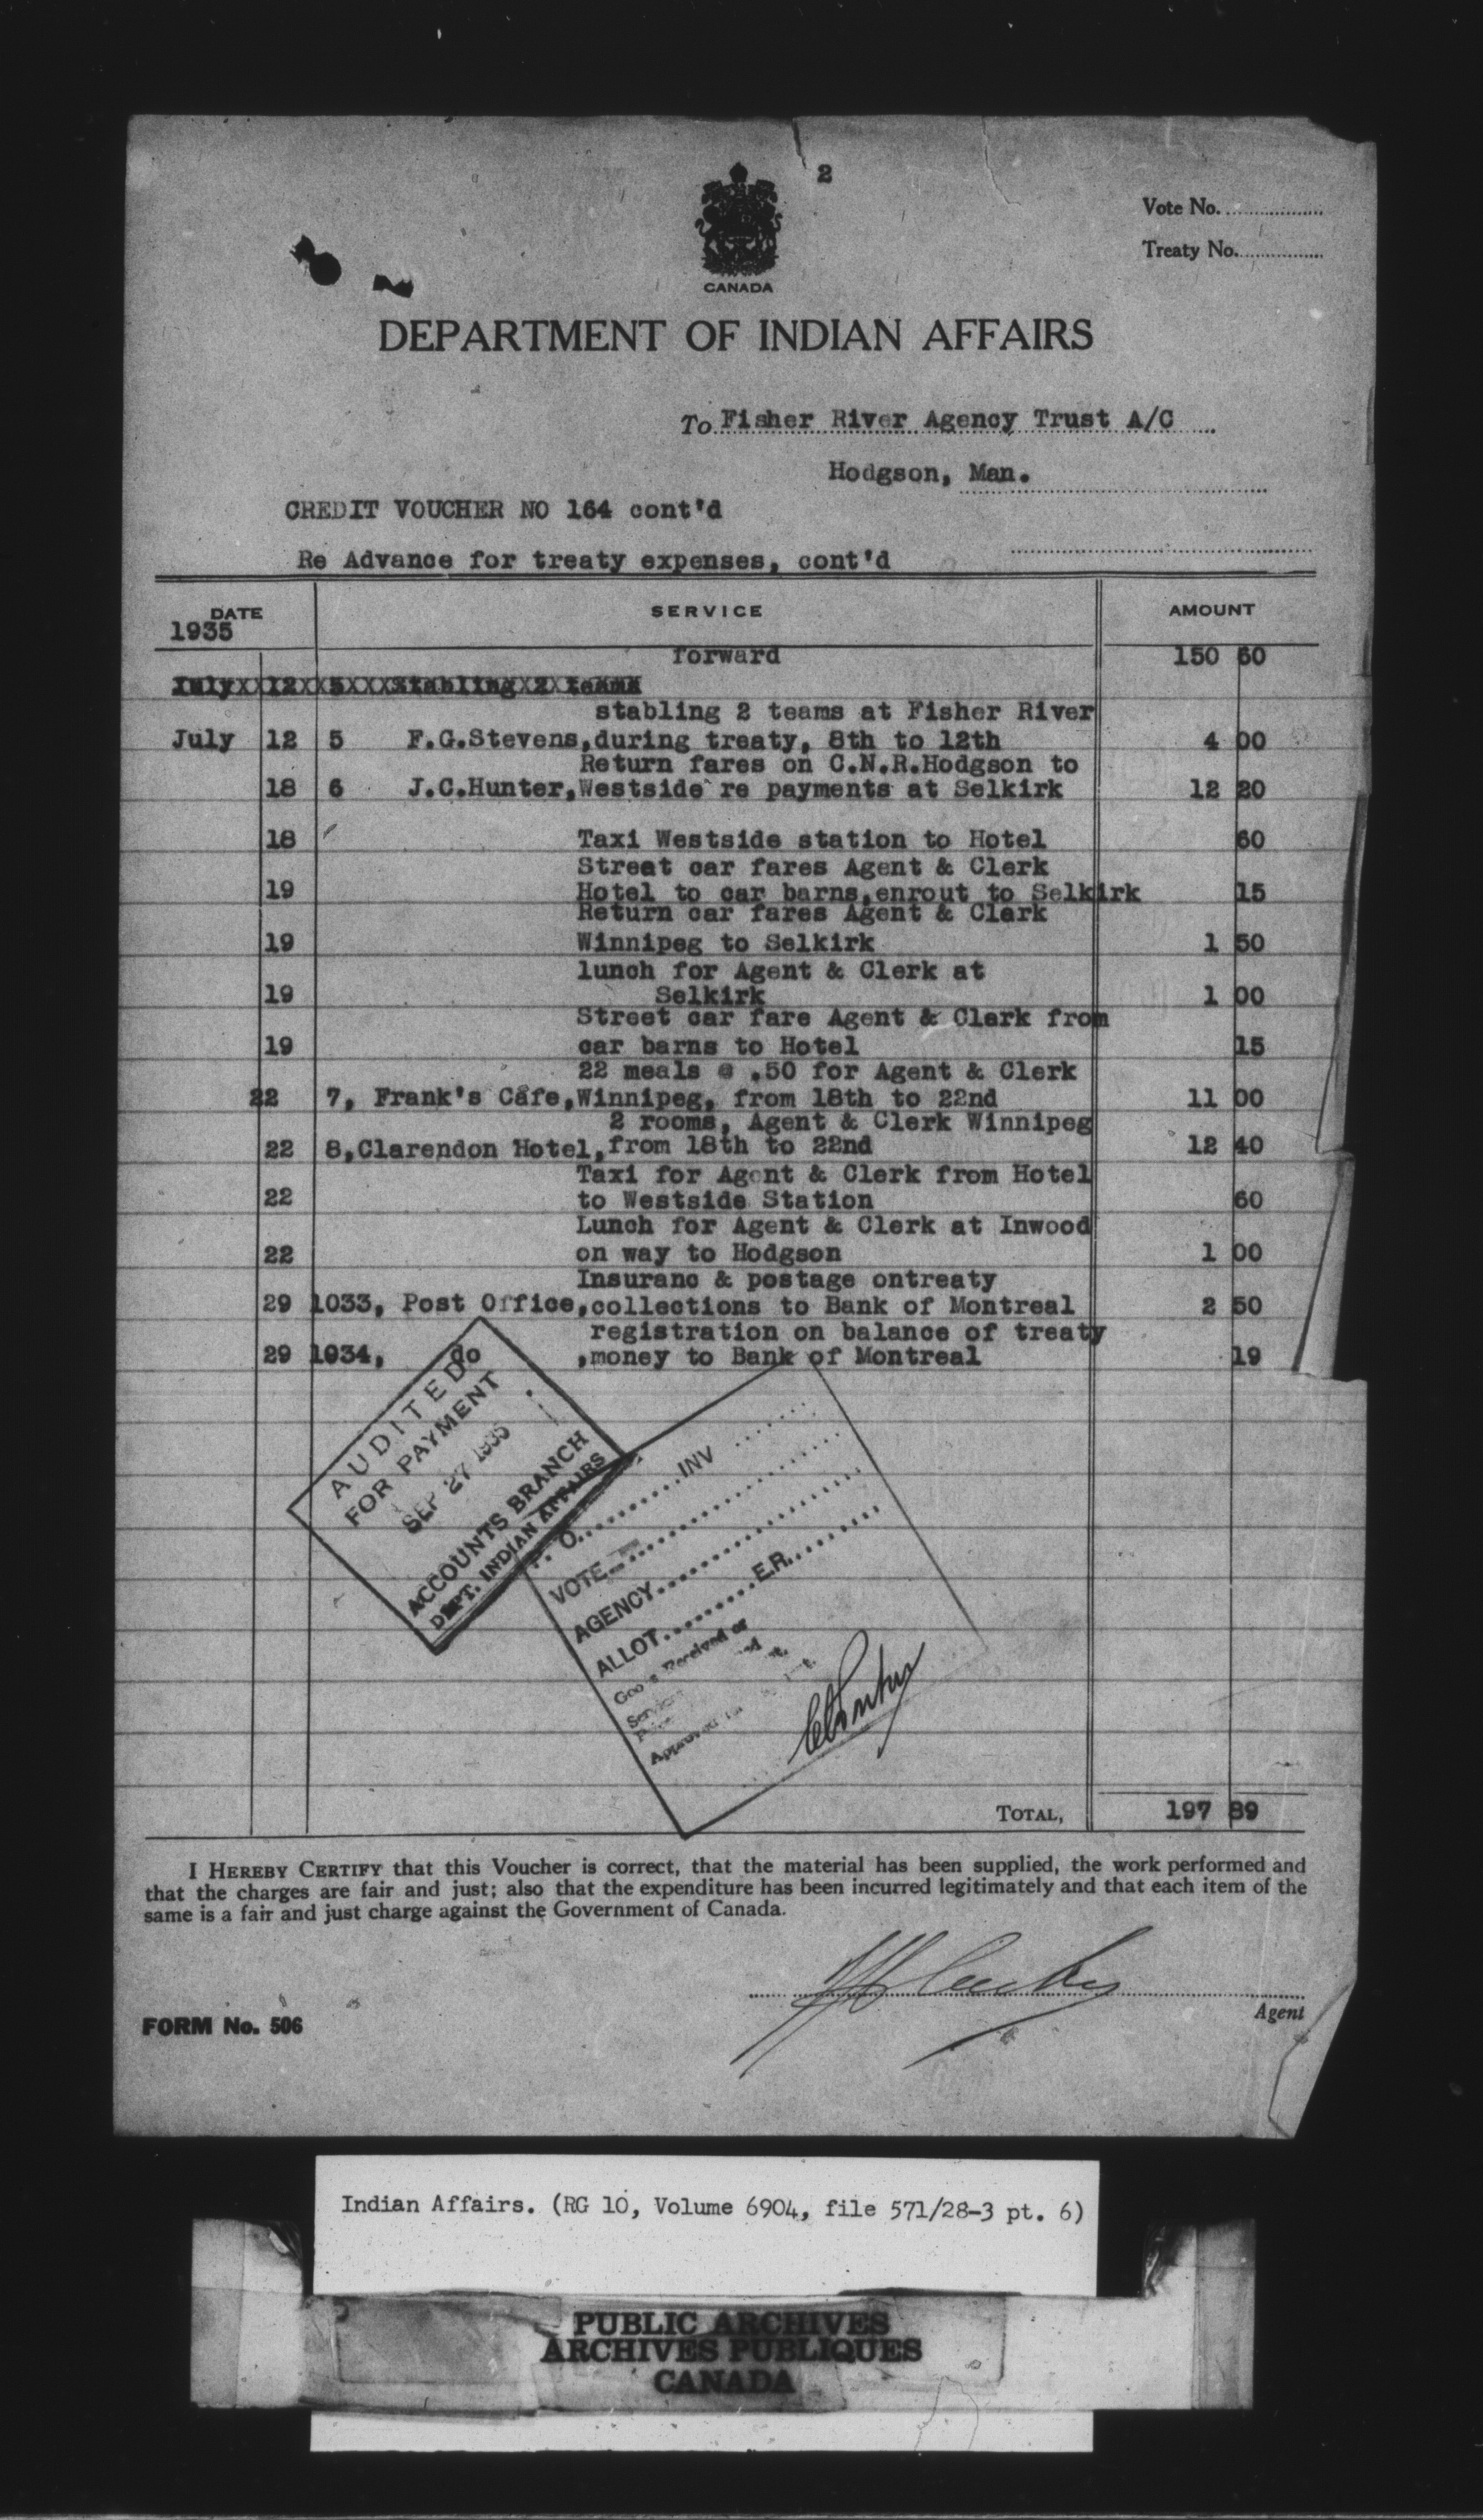 2
Vote No.
Treaty No.
CANADA
DEPARTMENT OF INDIAN AFFAIRS
To Fisher River Agency Trust A/C
Hodgson, Man.
CREDIT VOUCHER NO 164 cont'd
Re Advance for treaty expenses, cont'd
DATE SERVICE AMOUNT
1935
forward 150 60
July 12 5 Stabling 2 teams
stabling 2 teams at Fisher River
July 12 5 F.G.Stevens,during treaty, 8th to 12th 4 00
Return fares on C.N.R.Hodgson to
18 6 J.C.Hunter,Westside re payments at Selkirk 12 20
18 Taxi Westside station to Hotel 60
Street car fares Agent & Clerk
19 Hotel to car barns,enrout to Selkirk 15
Return car fares Agent & Clerk
19 Winnipeg to Selkirk 1 50
lunch for Agent & Clerk at
19 Selkirk 1 00
Street car fare Agent & Clerk from
19 car barns to Hotel 15
22 meals @ .50 for Agent & Clerk
22 7, Frank's Cafe,Winnipeg, from 18th to 22nd 11 00
2 rooms, Agent & Clerk Winnipeg
22 8,Clarendon Hotel,from 18th to 22nd 12 40
Taxi for Agent & Clerk from Hotel
22 to Westside Station 60
Lunch for Agent & Clerk at Inwood
22 on way to Hodgson 1 00
Insuranc & postage ontreaty
29 1033, Post Office,collections to Bank of Montreal 2 50
registration on balance of treaty
29 1034, do ,money to Bank of Montreal 19
AUDITED
FOR PAYMENT
SEP 27 1935
ACCOUNTS BRANCH
DEPT. INDIAN AFFAIRS
O. INV
VOTE
AGENCY
ALLOT. E.R.
Received or
Approved
TOTAL, 197 89
I HEREBY CERTIFY that this Voucher is correct, that the material has been supplied, the work performed and
that the charges are fair and just; also that the expenditure has been incurred legitimately and that each item of the
same is a fair and just charge against the Government of Canada.
Agent
FORM No. 506
Indian Affairs. (RG 10, Volume 6904, file 571/28-3 pt. 6)
PUBLIC ARCHIVES
ARCHIVES PUBLIQUES
CANADA